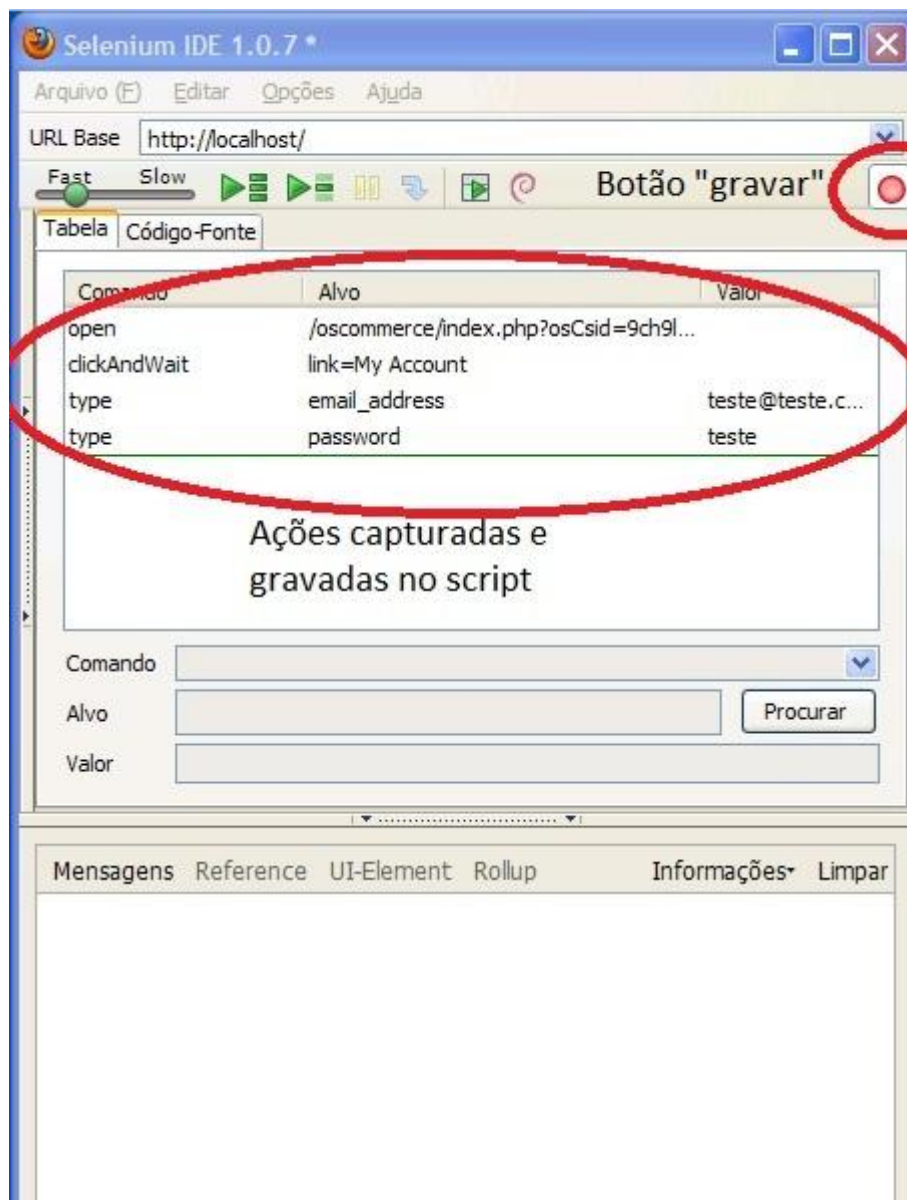 Selenium IDE 1.0.7 *
Arquivo (F) Editar Opções Ajuda
URL Base http://localhost/
Fast Slow Botão "gravar"
Tabela Código-Fonte
Comando Alvo Valor
open /oscommerce/index.php?osCsid=9ch9l...
clickAndWait link=My Account
type email_address teste@teste.c...
type password teste
Ações capturadas e
gravadas no script
Comando
Alvo Procurar
Valor
Mensagens Reference UI-Element Rollup Informações Limpar